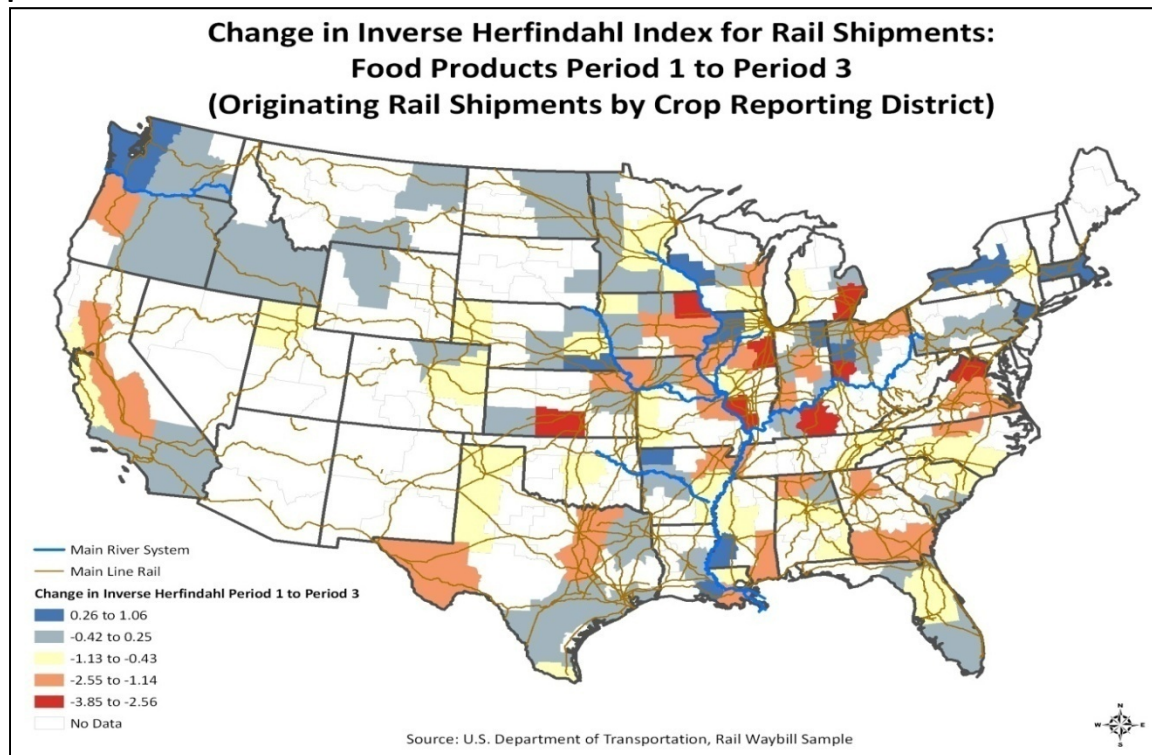 Change in Inverse Herfindahl Index for Rail Shipments:
Food Products Period 1 to Period 3
(Originating Rail Shipments by Crop Reporting District)
Main River System
Main Line Rail
Change in Inverse Herfindahl Period 1 to Period 3
0.26 to 1.06
-0.42 to 0.25
-1.13 to -0.43
-2.55 to -1.14
-3.85 to -2.56
No Data
Source: U.S. Department of Transportation, Rail Waybill Sample
N
W E
S